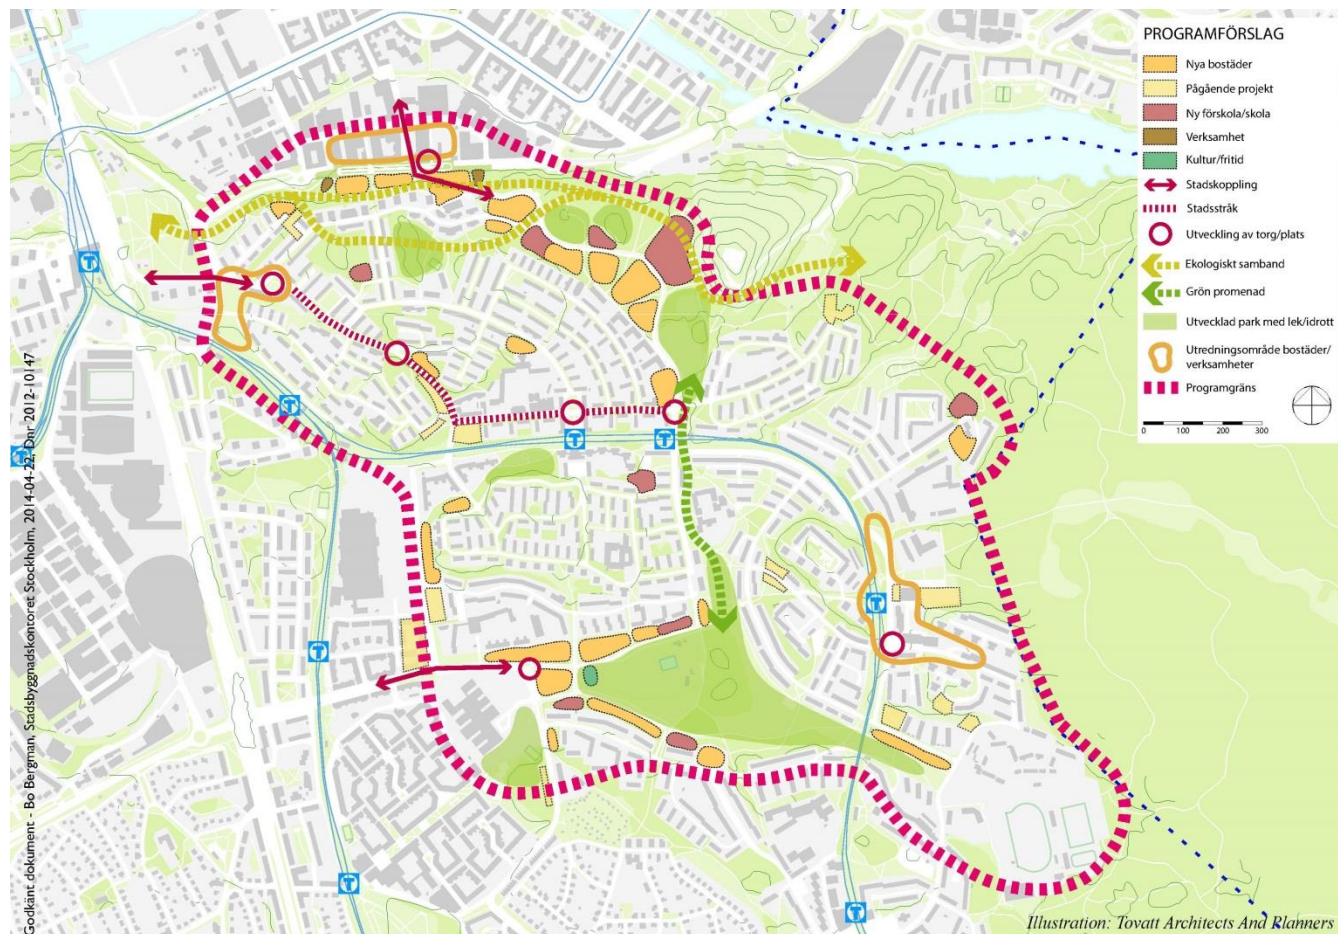 PROGRAMFÖRSLAG
Nya bostäder
Pågående projekt
Ny förskola/skola
Verksamhet
Kultur/fritid
Stadskoppling
Stadsstråk
Utveckling av torg/plats
Ekologiskt samband
Grön promenad
Utvecklad park med lek/idrott
Utredningsområde bostäder/
verksamheter
Programgräns
0 100 200 300
T
T
T
T
T
T
T
T
T
T
Godkänt dokument - Bo Bergman, Stadsbyggnadskontoret Stockholm, 2014-04-22, Dnr 2012-10147
Illustration: Tovatt Architects And Planners